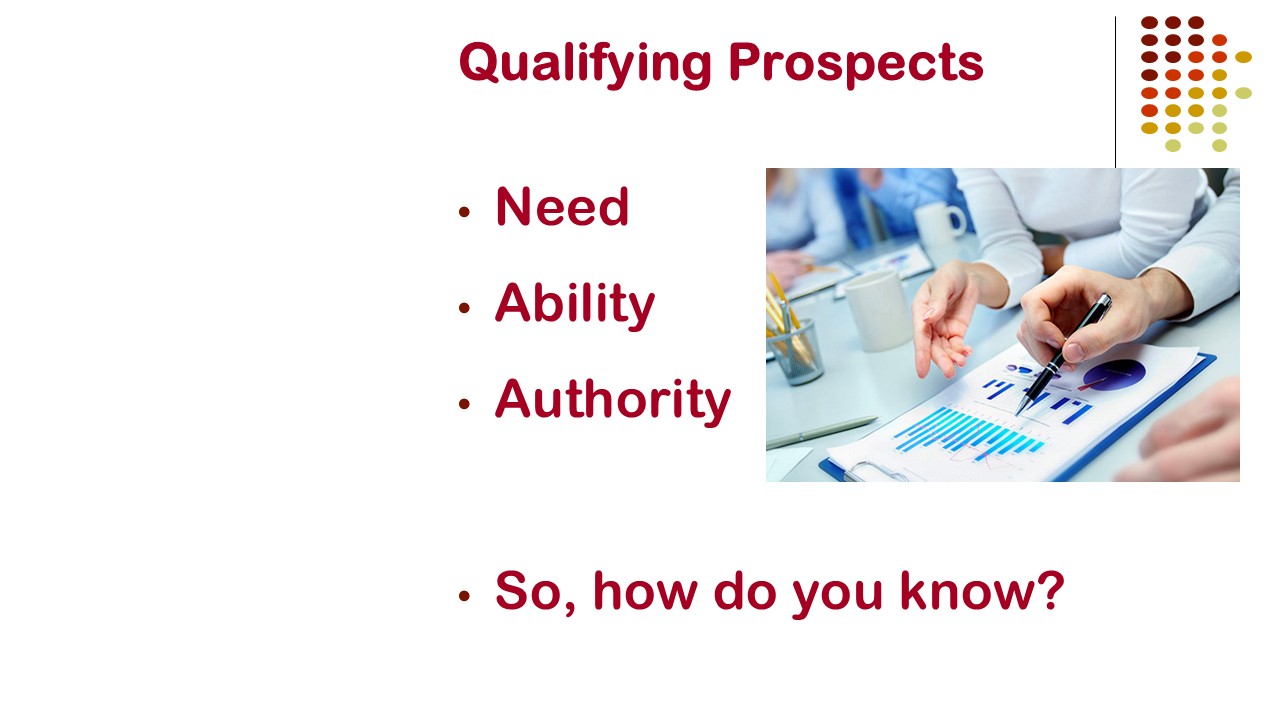 Qualifying Prospects
• Need
• Ability
• Authority
• So, how do you know?